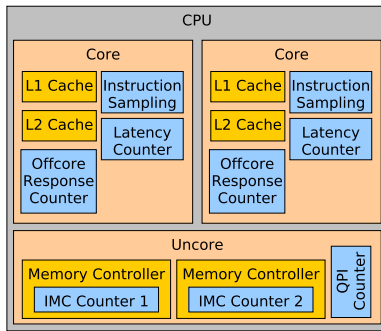 CPU
Core
L1 Cache
Instruction
Sampling
L2 Cache
Latency
Counter
Offcore
Response
Counter
Core
L1 Cache
Instruction
Sampling
L2 Cache
Latency
Counter
Offcore
Response
Counter
Uncore
Memory Controller
IMC Counter 1
Memory Controller
IMC Counter 2
QPI
Counter